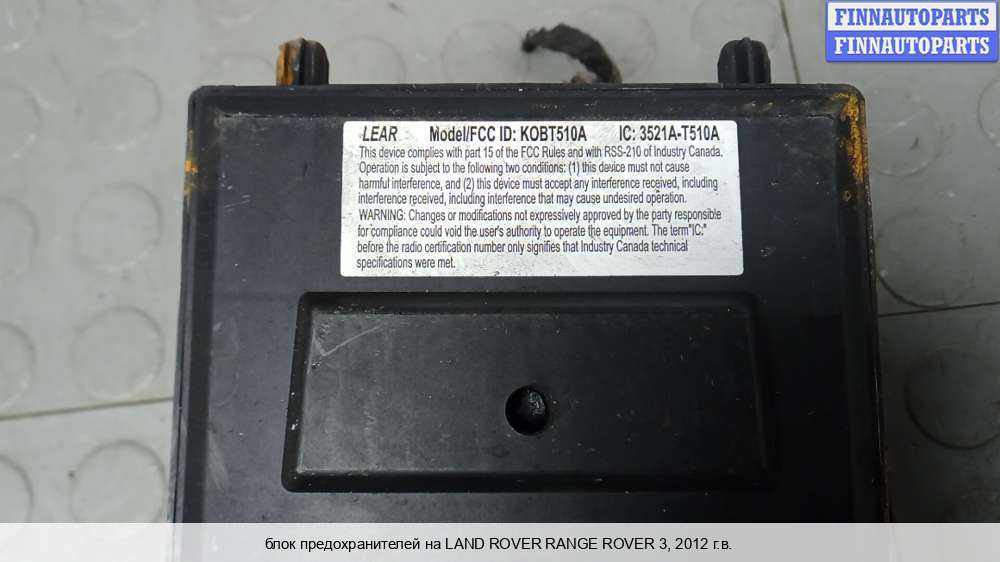 FINNAUTOPARTS
FINNAUTOPARTS
LEAR Model/FCC ID: KOBT510A IC: 3521A-T510A
This device complies with part 15 of the FCC Rules and with RSS-210 of Industry Canada.
Operation is subject to the following two conditions: (1) this device must not cause
harmful interference, and (2) this device must accept any interference received, including
interference received, including interference that may cause undesired operation.
WARNING: Changes or modifications not expressively approved by the party responsible
for compliance could void the user's authority to operate the equipment. The term"IC:"
before the radio certification number only signifies that Industry Canada technical
specifications were met.
блок предохранителей на LAND ROVER RANGE ROVER 3, 2012 г.в.